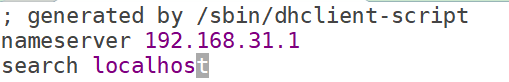 ; generated by /sbin/dhclient-script
nameserver 192.168.31.1
search localhost